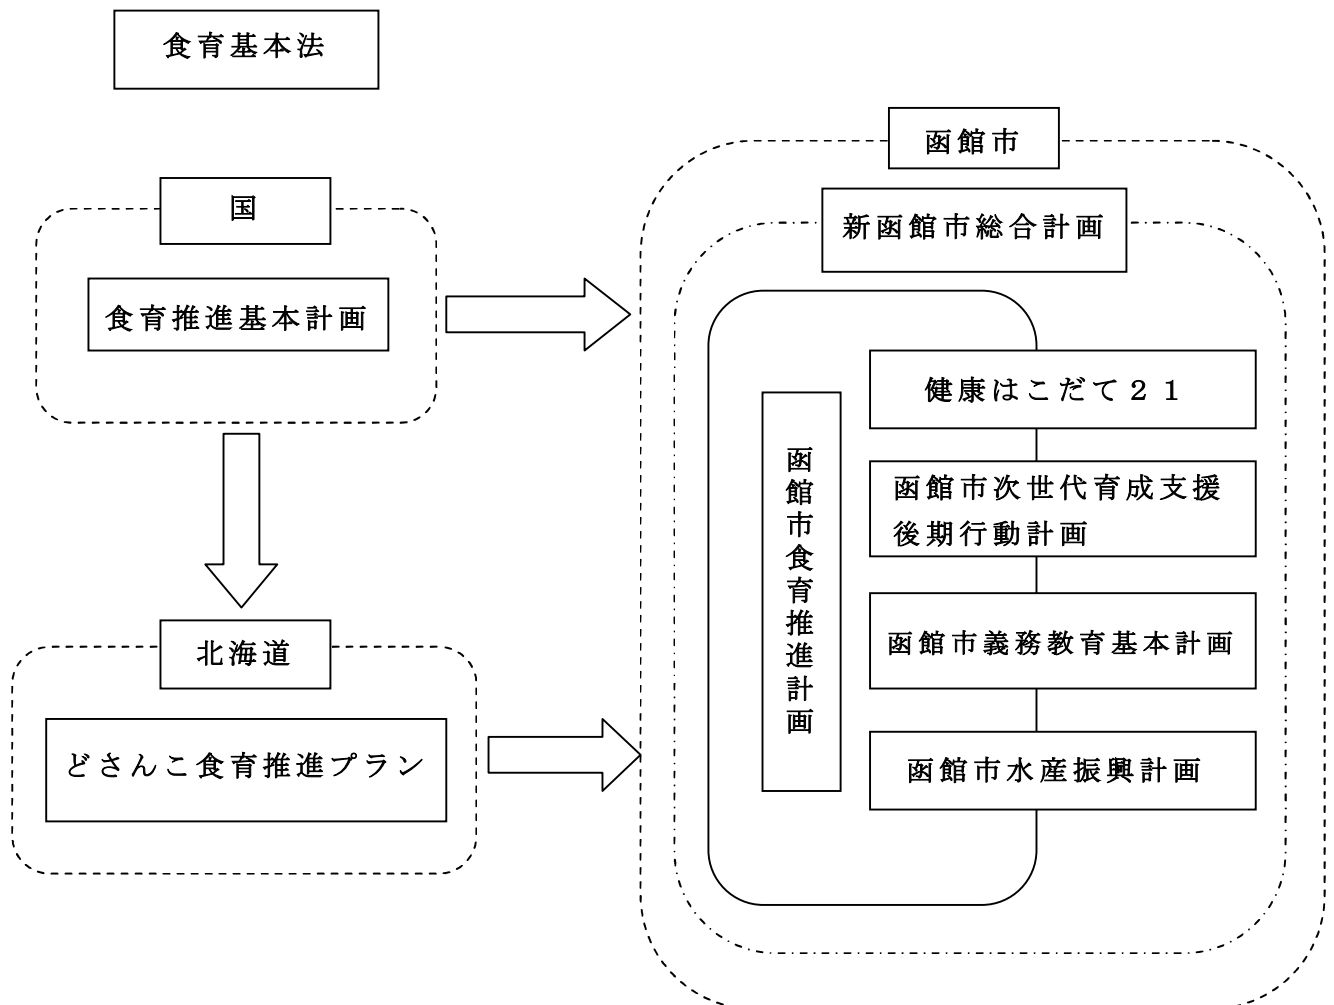 食育基本法
国
食育推進基本計画
北海道
どさんこ食育推進プラン
函館市
新函館市総合計画
函館市食育推進計画
健康はこだて２１
函館市次世代育成支援
後期行動計画
函館市義務教育基本計画
函館市水産振興計画